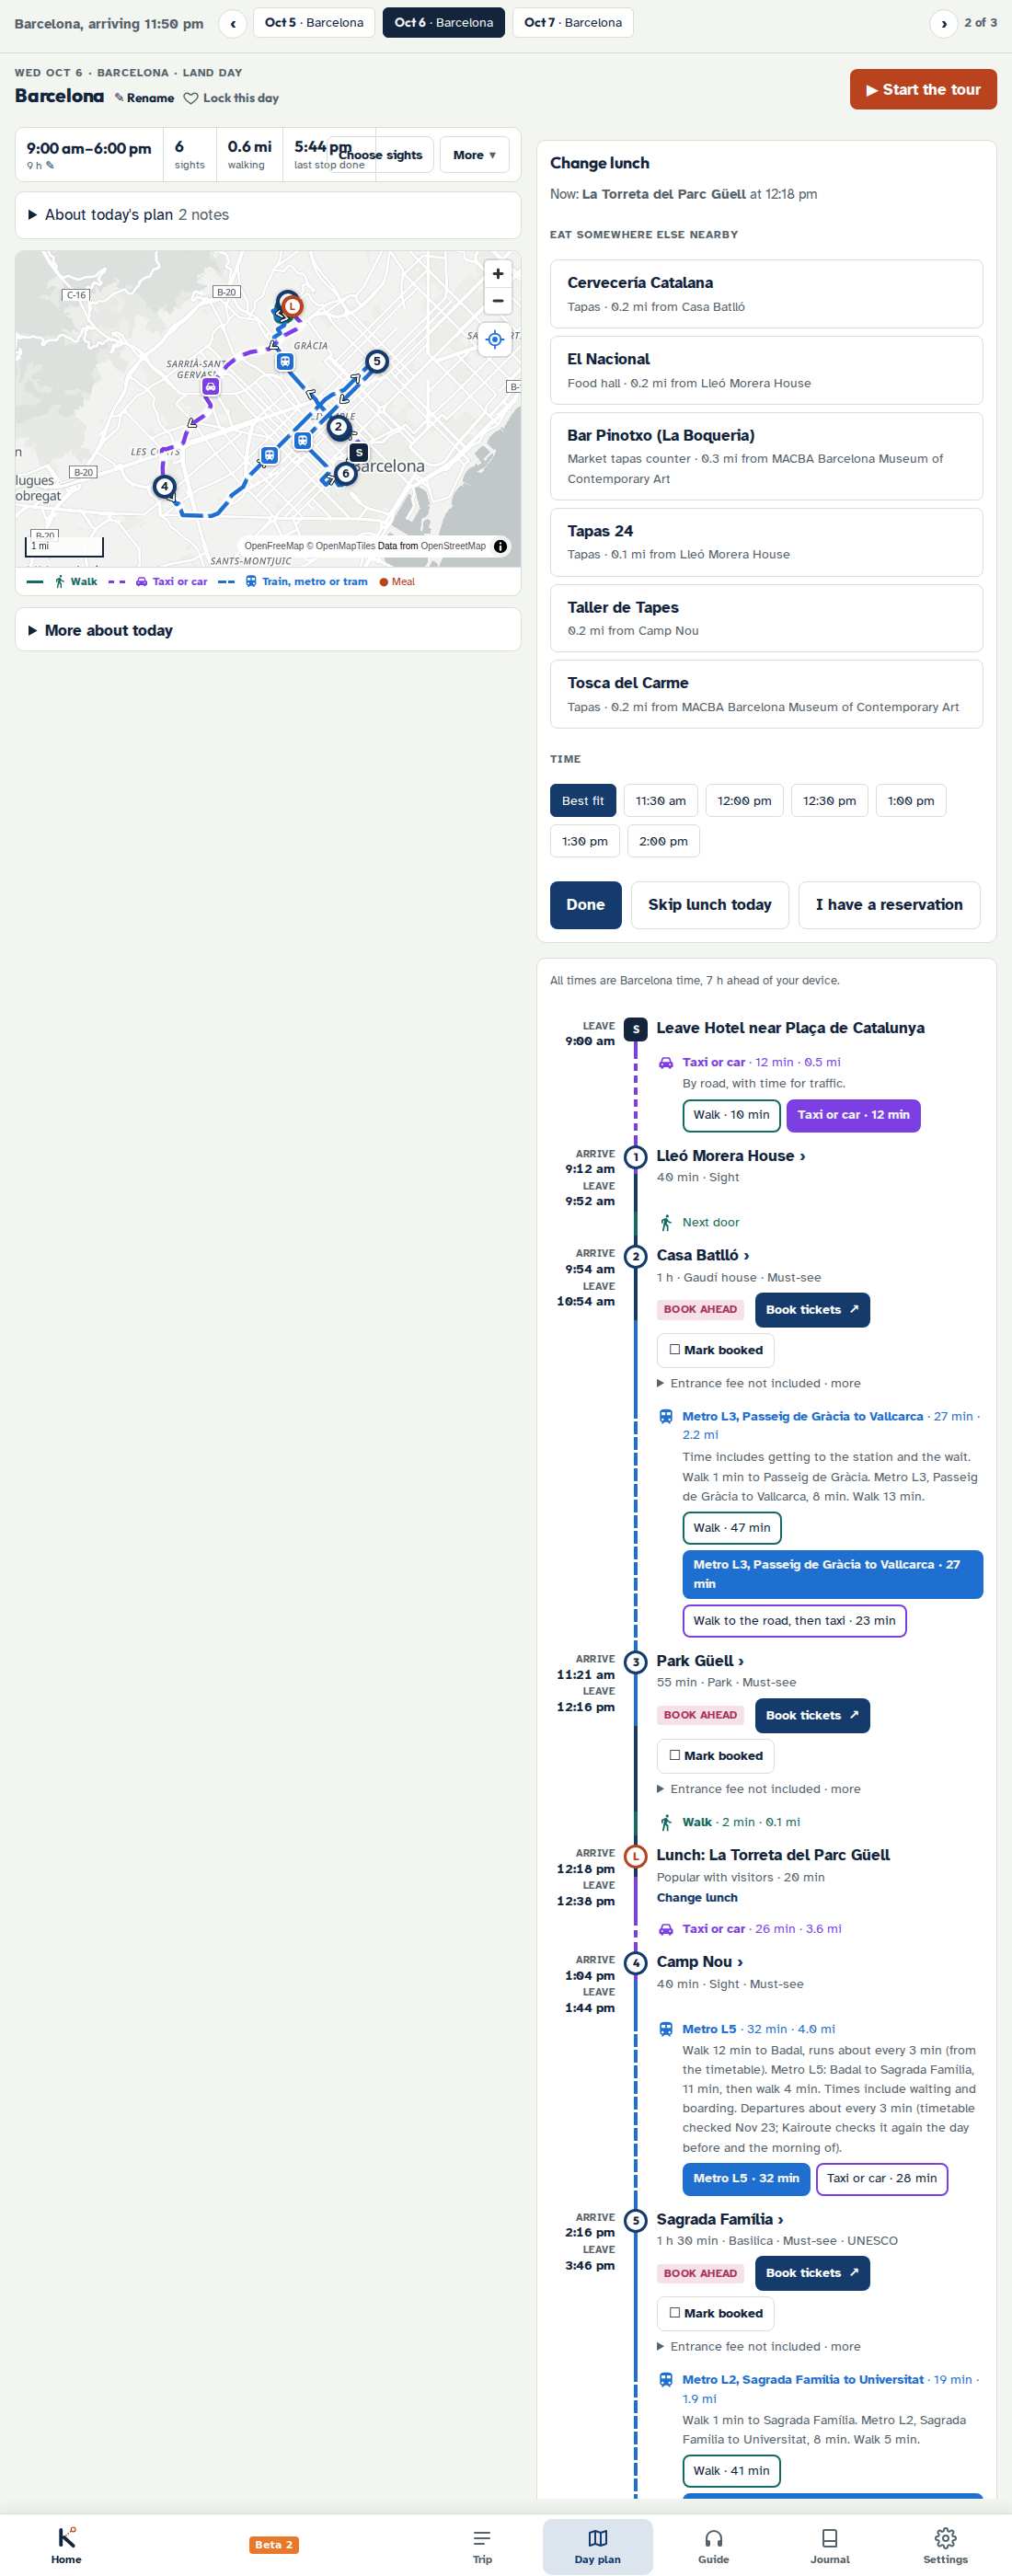 Barcelona, arriving 11:50 pm
‹
Oct 5 · Barcelona
Oct 6 · Barcelona
Oct 7 · Barcelona
›
2 of 3
WED OCT 6 · BARCELONA · LAND DAY
Barcelona ✎ Rename ♡ Lock this day
▶ Start the tour
9:00 am–6:00 pm
9 h ✎
6
sights
0.6 mi
walking
5:44 pm
last stop done
Choose sights
More ▾
▶ About today's plan 2 notes
C-16
B-20
L
GRÀCIA
SARRIÀ-SANT
GERVASI
5
2
S
LES CORTS
B-20
Barcelona
6
4
n
lugues
obregat
B-20
1 mi
SANTS-MONTJUÏC
+
−
OpenFreeMap © OpenMapTiles Data from OpenStreetMap
Walk
Taxi or car
Train, metro or tram
Meal
▶ More about today
Change lunch
Now: La Torreta del Parc Güell at 12:18 pm
EAT SOMEWHERE ELSE NEARBY
Cervecería Catalana
Tapas · 0.2 mi from Casa Batlló
El Nacional
Food hall · 0.2 mi from Lleó Morera House
Bar Pinotxo (La Boqueria)
Market tapas counter · 0.3 mi from MACBA Barcelona Museum of
Contemporary Art
Tapas 24
Tapas · 0.1 mi from Lleó Morera House
Taller de Tapes
0.2 mi from Camp Nou
Tosca del Carme
Tapas · 0.2 mi from MACBA Barcelona Museum of Contemporary Art
TIME
Best fit
11:30 am
12:00 pm
12:30 pm
1:00 pm
1:30 pm
2:00 pm
Done
Skip lunch today
I have a reservation
All times are Barcelona time, 7 h ahead of your device.
LEAVE
9:00 am
S
Leave Hotel near Plaça de Catalunya
Taxi or car · 12 min · 0.5 mi
By road, with time for traffic.
Walk · 10 min
Taxi or car · 12 min
ARRIVE
9:12 am
LEAVE
9:52 am
1
Lleó Morera House ›
40 min · Sight
Next door
ARRIVE
9:54 am
LEAVE
10:54 am
2
Casa Batlló ›
1 h · Gaudí house · Must-see
BOOK AHEAD
Book tickets ↗
☐ Mark booked
▶ Entrance fee not included · more
Metro L3, Passeig de Gràcia to Vallcarca · 27 min ·
2.2 mi
Time includes getting to the station and the wait.
Walk 1 min to Passeig de Gràcia. Metro L3, Passeig
de Gràcia to Vallcarca, 8 min. Walk 13 min.
Walk · 47 min
Metro L3, Passeig de Gràcia to Vallcarca · 27
min
Walk to the road, then taxi · 23 min
ARRIVE
11:21 am
LEAVE
12:16 pm
3
Park Güell ›
55 min · Park · Must-see
BOOK AHEAD
Book tickets ↗
☐ Mark booked
▶ Entrance fee not included · more
Walk · 2 min · 0.1 mi
ARRIVE
12:18 pm
LEAVE
12:38 pm
L
Lunch: La Torreta del Parc Güell
Popular with visitors · 20 min
Change lunch
Taxi or car · 26 min · 3.6 mi
ARRIVE
1:04 pm
LEAVE
1:44 pm
4
Camp Nou ›
40 min · Sight · Must-see
Metro L5 · 32 min · 4.0 mi
Walk 12 min to Badal, runs about every 3 min (from
the timetable). Metro L5: Badal to Sagrada Família,
11 min, then walk 4 min. Times include waiting and
boarding. Departures about every 3 min (timetable
checked Nov 23; Kairoute checks it again the day
before and the morning of).
Metro L5 · 32 min
Taxi or car · 28 min
ARRIVE
2:16 pm
LEAVE
3:46 pm
5
Sagrada Família ›
1 h 30 min · Basilica · Must-see · UNESCO
BOOK AHEAD
Book tickets ↗
☐ Mark booked
▶ Entrance fee not included · more
Metro L2, Sagrada Família to Universitat · 19 min ·
1.9 mi
Walk 1 min to Sagrada Família. Metro L2, Sagrada
Família to Universitat, 8 min. Walk 5 min.
Walk · 41 min
Home
Beta 2
Trip
Day plan
Guide
Journal
Settings